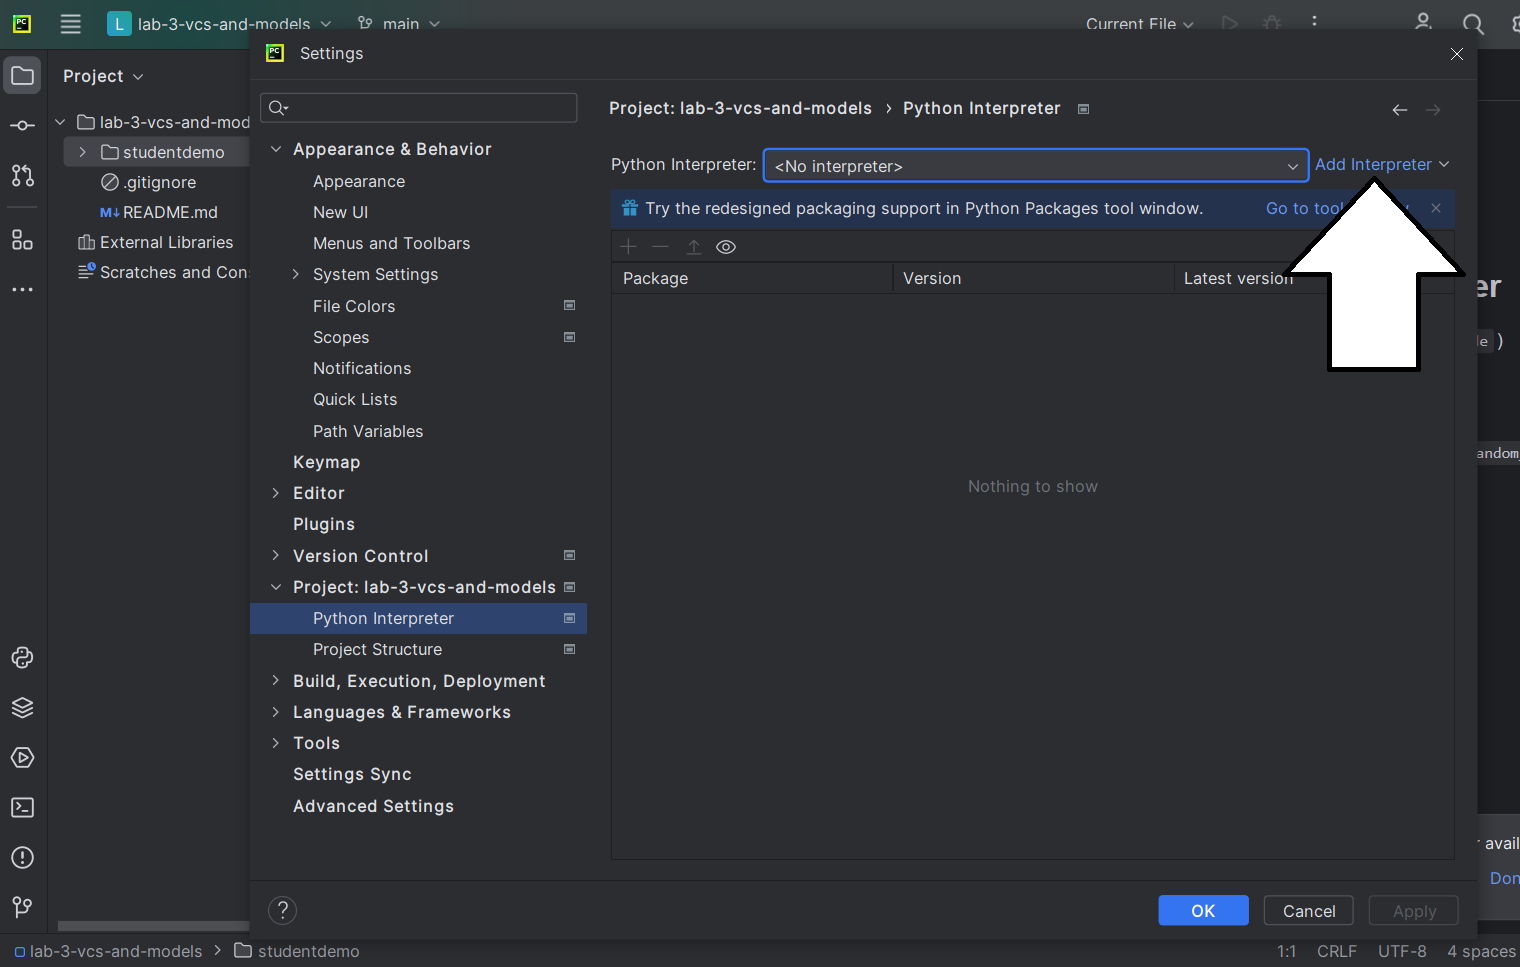 PC
L lab-3-vcs-and-models
main
Current File
Project
lab-3-vcs-and-mod
studentdemo
.gitignore
M↓ README.md
External Libraries
Scratches and Con
PC Settings
Appearance & Behavior
Appearance
New UI
Menus and Toolbars
System Settings
File Colors
Scopes
Notifications
Quick Lists
Path Variables
Keymap
Editor
Plugins
Version Control
Project: lab-3-vcs-and-models
Python Interpreter
Project Structure
Build, Execution, Deployment
Languages & Frameworks
Tools
Settings Sync
Advanced Settings
Project: lab-3-vcs-and-models › Python Interpreter
Python Interpreter: <No interpreter> Add Interpreter
Try the redesigned packaging support in Python Packages tool window. Go to tool
Package Version Latest version
Nothing to show
er
le )
andom
avail
Don
? OK Cancel Apply
lab-3-vcs-and-models > studentdemo
1:1 CRLF UTF-8 4 spaces